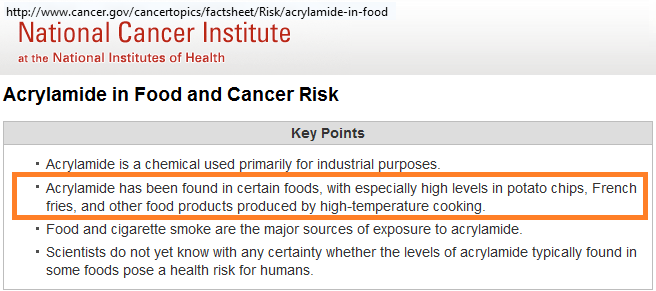 http://www.cancer.gov/cancertopics/factsheet/Risk/acrylamide-in-food
National Cancer Institute
at the National Institutes of Health
Acrylamide in Food and Cancer Risk
Key Points
▪ Acrylamide is a chemical used primarily for industrial purposes.
▪ Acrylamide has been found in certain foods, with especially high levels in potato chips, French
fries, and other food products produced by high-temperature cooking.
▪ Food and cigarette smoke are the major sources of exposure to acrylamide.
▪ Scientists do not yet know with any certainty whether the levels of acrylamide typically found in
some foods pose a health risk for humans.